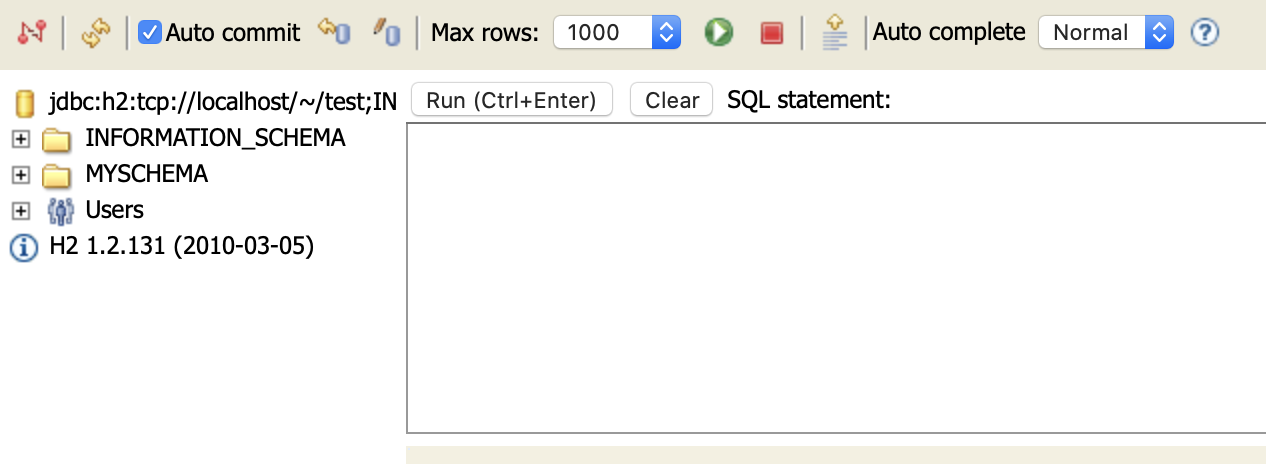 Auto commit Max rows: 1000 Auto complete Normal ?
jdbc:h2:tcp://localhost/~/test;IN Run (Ctrl+Enter) Clear SQL statement:
INFORMATION_SCHEMA
MYSCHEMA
Users
H2 1.2.131 (2010-03-05)